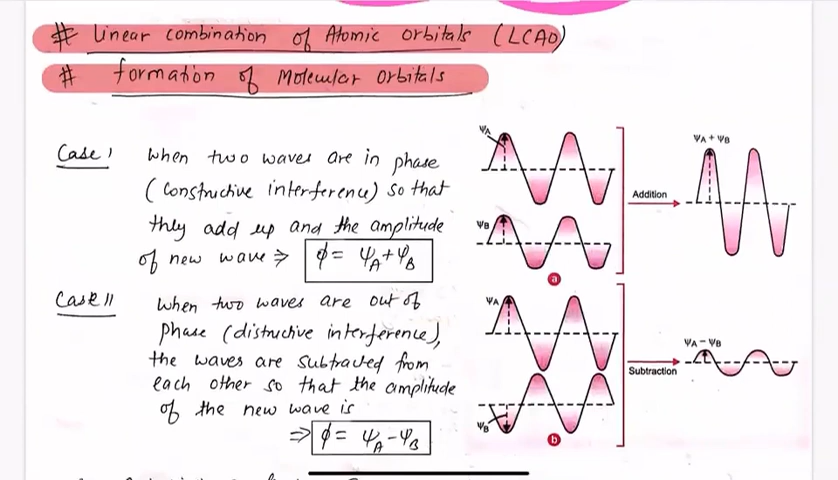 # Linear combination of Atomic orbitals (LCAO)
# formation of Molecular Orbitals
Case I when two waves are in phase
(constructive interference) so that
they add up and the amplitude
of new wave ⇒ ϕ = ψA + ψB
Case II when two waves are out of
phase (distructive interference),
the waves are subtracted from
each other so that the amplitude
of the new wave is
⇒ ϕ = ψA - ψB
ψA
ψB
Addition
ψA + ψB
a
ψA
ψB
Subtraction
ψA – ψB
b